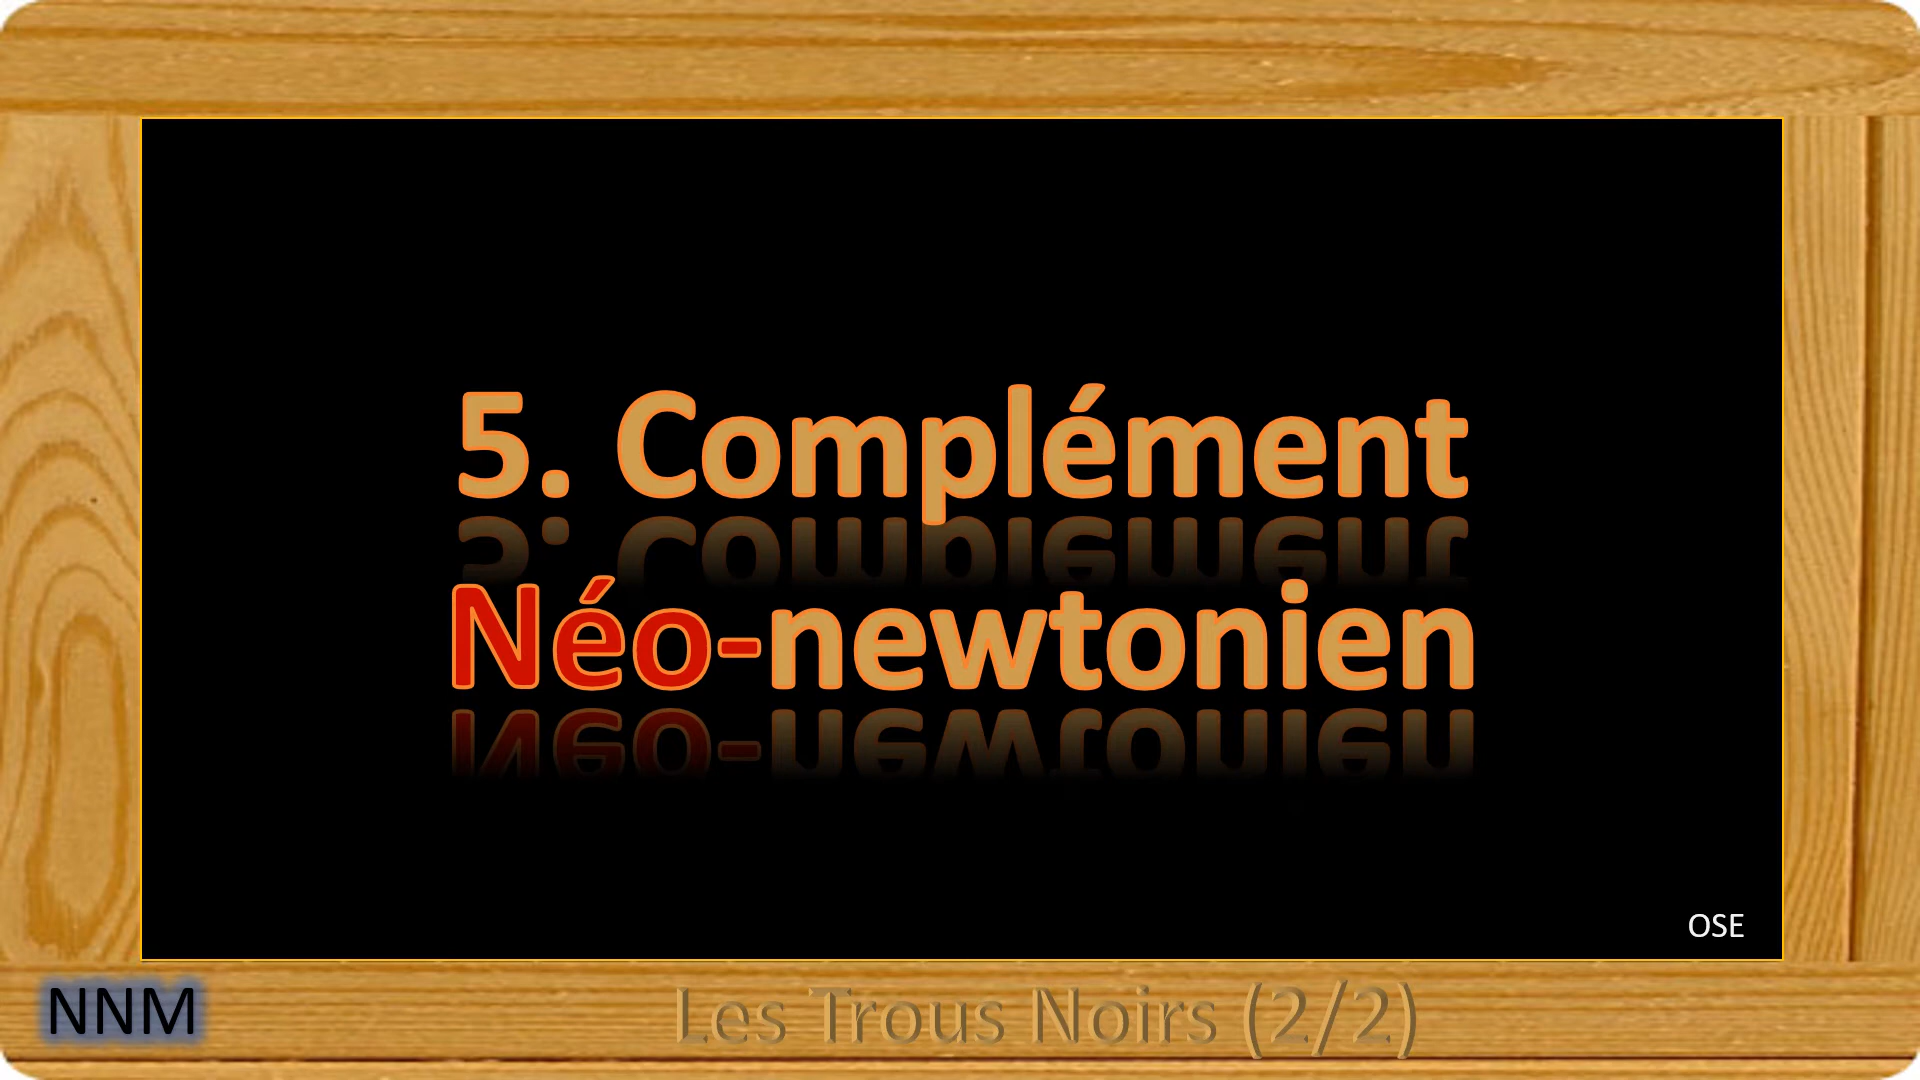 5. Complément
Néo-newtonien
OSE
NNM
Les Trous Noirs (2/2)